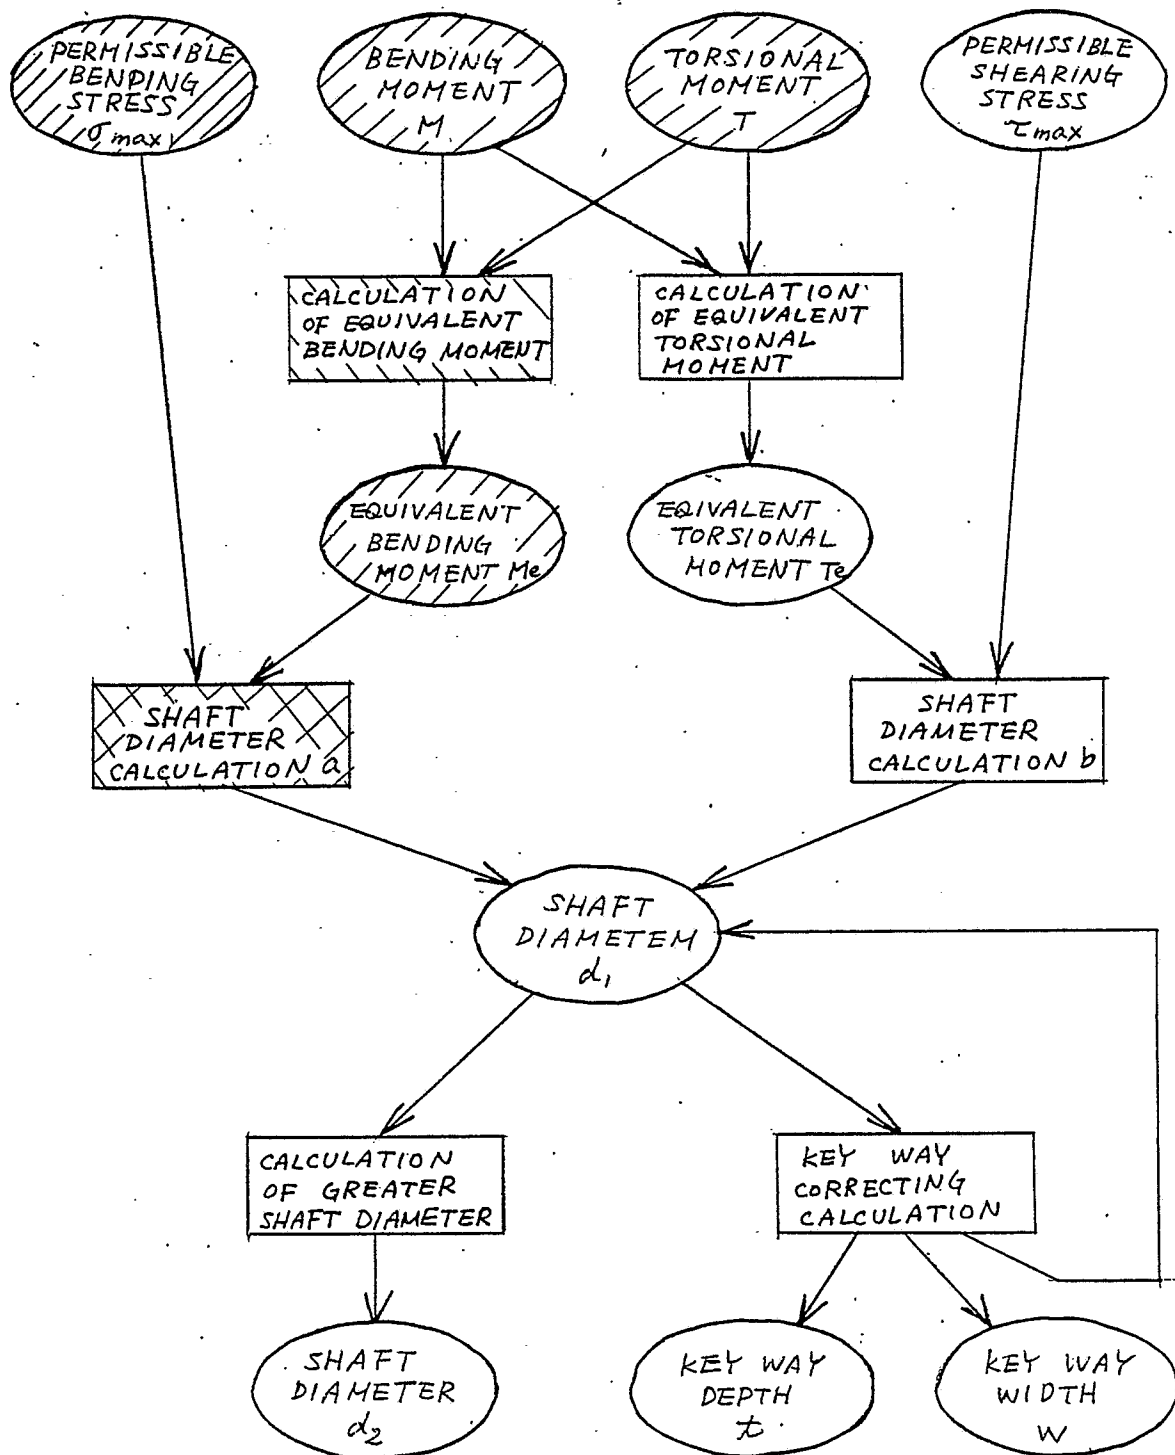 PERMISSIBLE
BENDING
STRESS
σmax
BENDING
MOMENT
M
TORSIONAL
MOMENT
T
PERMISSIBLE
SHEARING
STRESS
τmax
CALCULATION
OF EQUIVALENT
BENDING MOMENT
CALCULATION
OF EQUIVALENT
TORSIONAL
MOMENT
EQUIVALENT
BENDING
MOMENT Me
EQIVALENT
TORSIONAL
MOMENT Te
SHAFT
DIAMETER
CALCULATION a
SHAFT
DIAMETER
CALCULATION b
SHAFT
DIAMETEM
d1
CALCULATION
OF GREATER
SHAFT DIAMETER
KEY WAY
CORRECTING
CALCULATION
SHAFT
DIAMETER
d2
KEY WAY
DEPTH
t
KEY WAY
WIDTH
W